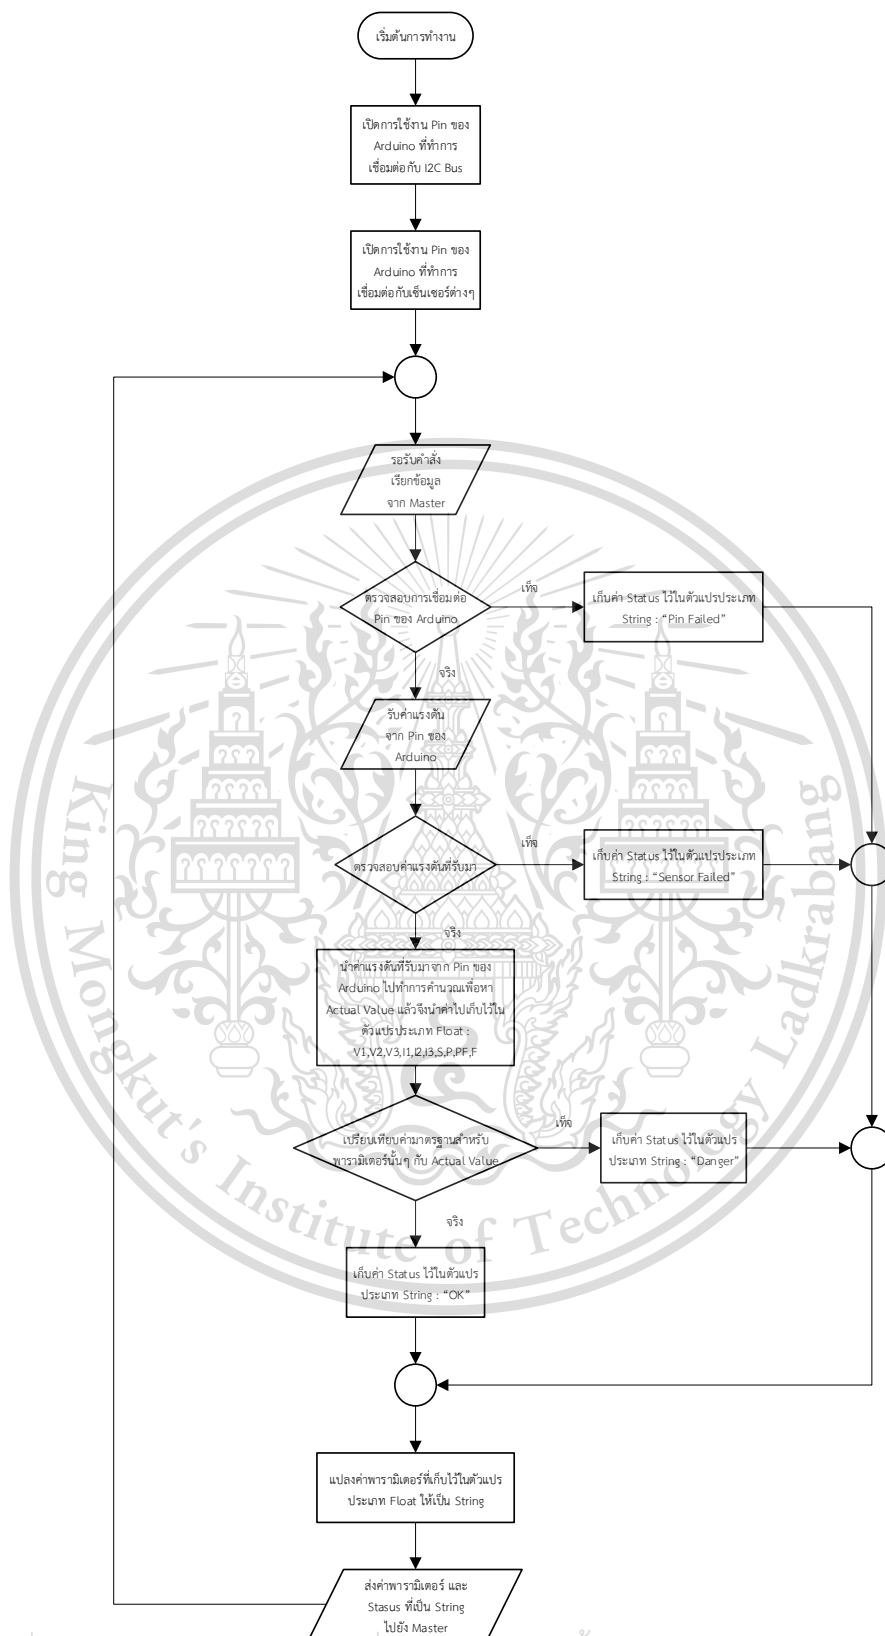 เริ่มต้นการทำงาน
เปิดการใช้งาน Pin ของ
Arduino ที่ทำการ
เชื่อมต่อกับ I2C Bus
เปิดการใช้งาน Pin ของ
Arduino ที่ทำการ
เชื่อมต่อกับเซ็นเซอร์ต่างๆ
รอรับคำสั่ง
เรียกข้อมูล
จาก Master
ตรวจสอบการเชื่อมต่อ
Pin ของ Arduino
เท็จ
เก็บค่า Status ไว้ในตัวแปรประเภท
String : “Pin Failed”
จริง
รับค่าแรงดัน
จาก Pin ของ
Arduino
ตรวจสอบค่าแรงดันที่รับมา
เท็จ
เก็บค่า Status ไว้ในตัวแปรประเภท
String : “Sensor Failed”
จริง
นำค่าแรงดันที่รับมาจาก Pin ของ
Arduino ไปทำการคำนวณเพื่อหา
Actual Value แล้วจึงนำค่าไปเก็บไว้ใน
ตัวแปรประเภท Float :
V1,V2,V3,I1,I2,I3,S,P,PF,F
เปรียบเทียบค่ามาตรฐานสำหรับ
พารามิเตอร์นั้นๆ กับ Actual Value
เท็จ
เก็บค่า Status ไว้ในตัวแปร
ประเภท String : “Danger”
จริง
เก็บค่า Status ไว้ในตัวแปร
ประเภท String : “OK”
แปลงค่าพารามิเตอร์ที่เก็บไว้ในตัวแปร
ประเภท Float ให้เป็น String
ส่งค่าพารามิเตอร์ และ
Stasus ที่เป็น String
ไปยัง Master
King Mongkut's Institute of Technology Ladkrabang